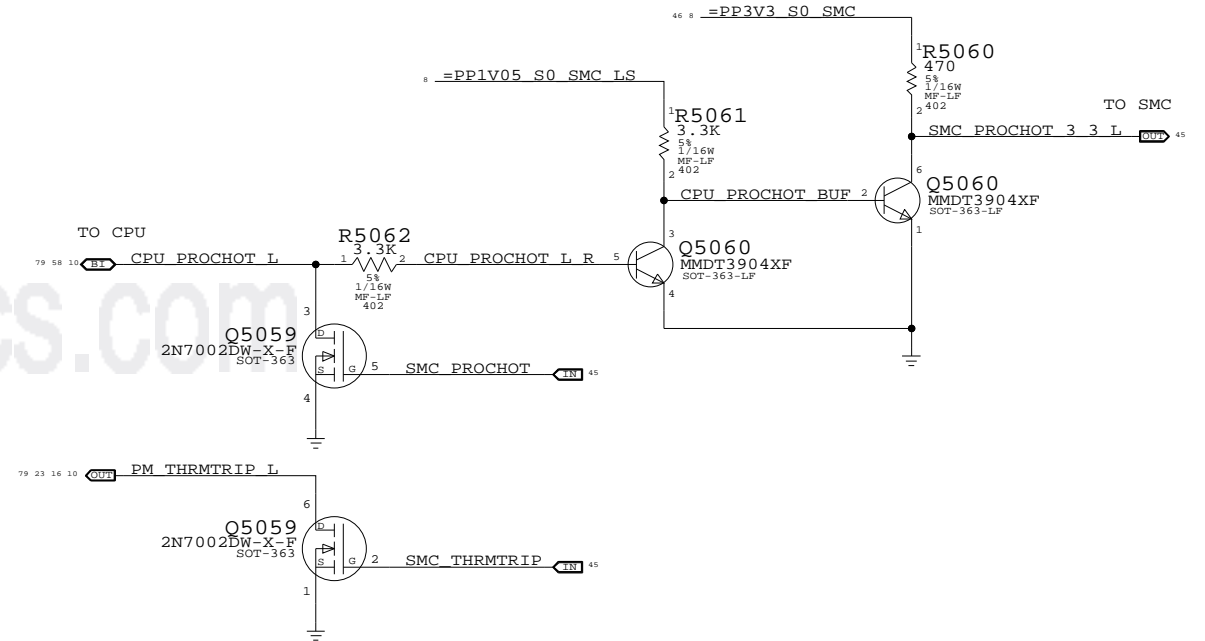 46 8 =PP3V3_S0_SMC
1 R5060
470
5%
1/16W
MF-LF
2 402
8 =PP1V05_S0_SMC_LS
TO SMC
1 R5061
3.3K
5%
1/16W
MF-LF
2 402
SMC_PROCHOT_3_3_L OUT 45
6
Q5060
MMDT3904XF
SOT-363-LF
CPU_PROCHOT_BUF 2
1
TO CPU
R5062
3.3K
79 58 10 BI CPU_PROCHOT_L 1 2 CPU_PROCHOT_L_R 5
5%
1/16W
MF-LF
402
3
Q5060
MMDT3904XF
SOT-363-LF
4
cs.com
3
Q5059
2N7002DW-X-F
SOT-363
D
S G 5 SMC_PROCHOT IN 45
4
79 23 16 10 OUT PM_THRMTRIP_L
6
Q5059
2N7002DW-X-F
SOT-363
D
S G 2 SMC_THRMTRIP IN 45
1